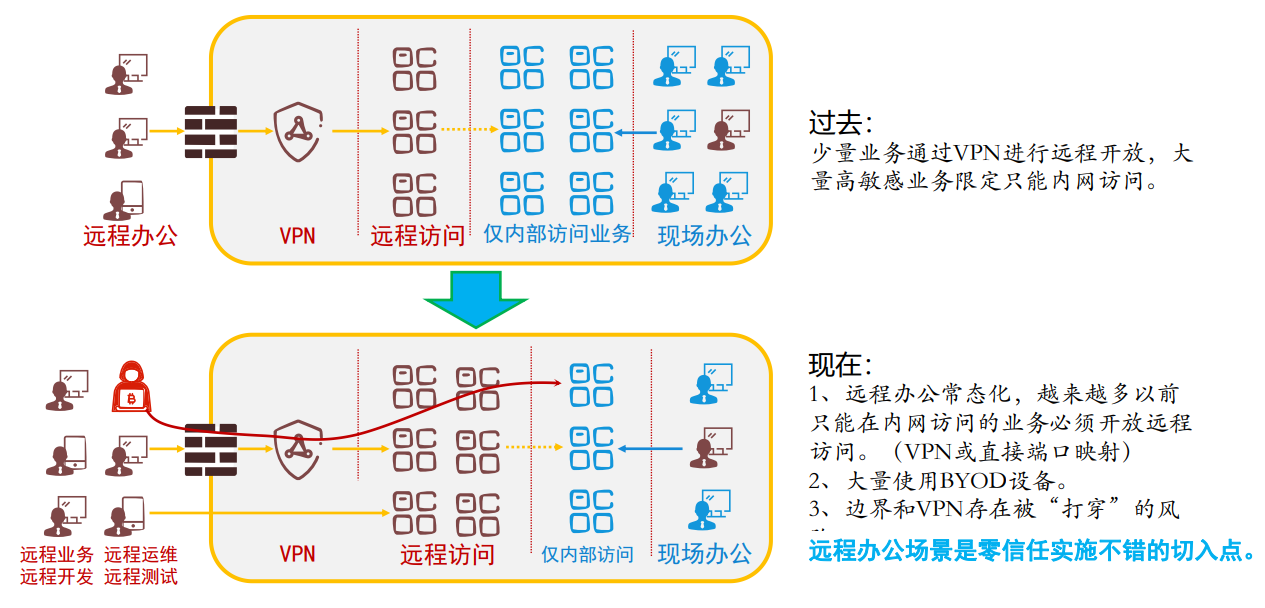 远程办公
VPN
远程访问
仅内部访问业务
现场办公
过去：
少量业务通过VPN进行远程开放，大
量高敏感业务限定只能内网访问。
远程业务
远程开发
远程运维
远程测试
VPN
远程访问
仅内部访问
现场办公
现在：
1、远程办公常态化，越来越多以前
只能在内网访问的业务必须开放远程
访问。（VPN或直接端口映射）
2、大量使用BYOD设备。
3、边界和VPN存在被“打穿”的风
远程办公场景是零信任实施不错的切入点。